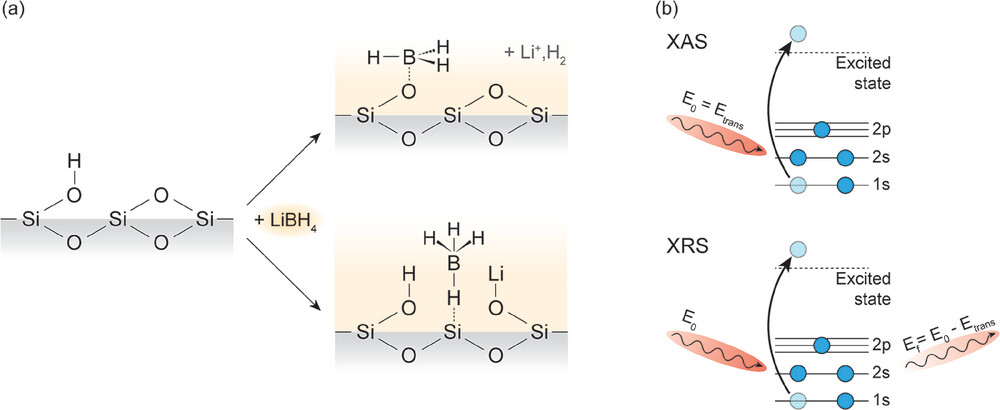 (a)
H
O
Si Si Si
O O
O
+ LiBH₄
H
H B H
H
+ Li⁺,H₂
O O
Si Si Si
O O
H
H H
B
H H Li
O O
Si Si Si
O O
(b)
XAS
Excited
state
E₀ = Eₜᵣₐₙₛ
2p
2s
1s
XRS
Excited
state
E₀
E_f = E₀ - Eₜᵣₐₙₛ
2p
2s
1s